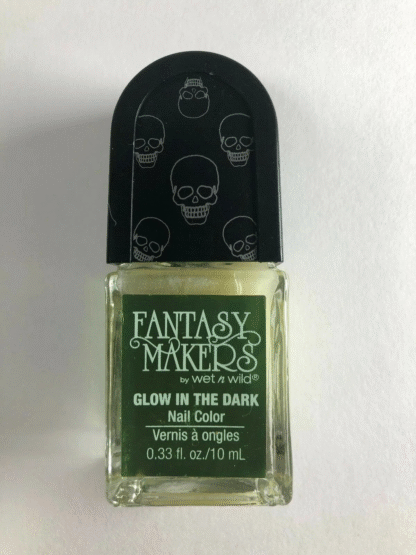 FANTASY
MAKERS
by wet n wild®
GLOW IN THE DARK
Nail Color
Vernis à ongles
0.33 fl. oz./10 mL